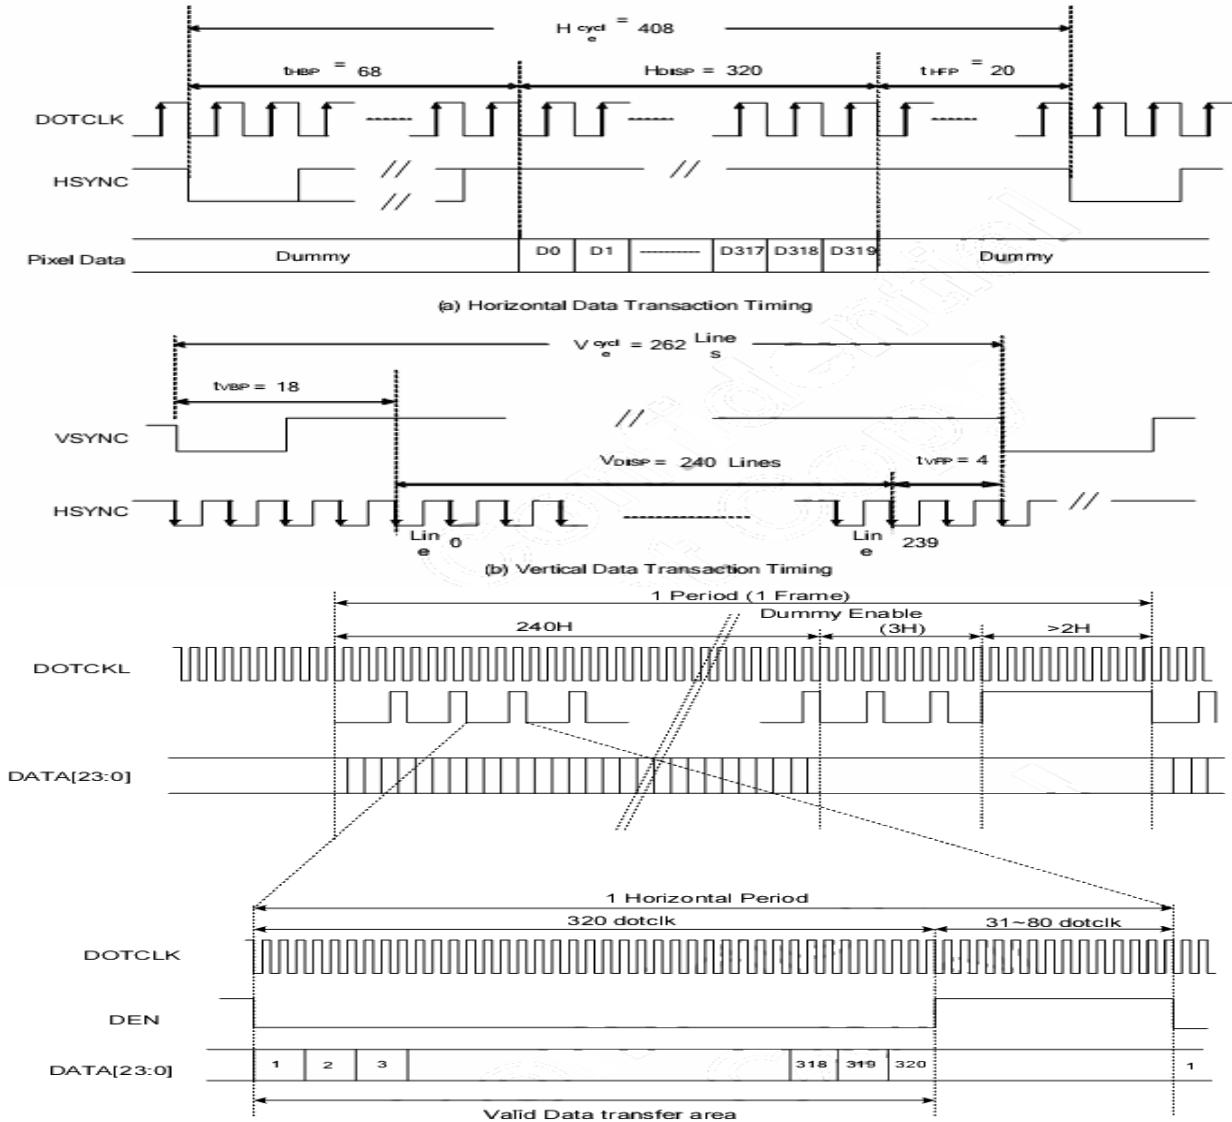 H cycle = 408
tHBP = 68
HDISP = 320
tHFP = 20
DOTCLK
HSYNC
Pixel Data
Dummy
D0
D1
D317
D318
D319
Dummy
(a) Horizontal Data Transaction Timing
V cycle = 262 Lines
tVBP = 18
VSYNC
VDISP = 240 Lines
tVFP = 4
HSYNC
Line 0
Line 239
(b) Vertical Data Transaction Timing
1 Period (1 Frame)
Dummy Enable
240H
(3H)
>2H
DOTCKL
DATA[23:0]
1 Horizontal Period
320 dotclk
31~80 dotclk
DOTCLK
DEN
DATA[23:0]
1
2
3
318
319
320
1
Valid Data transfer area
Confidential